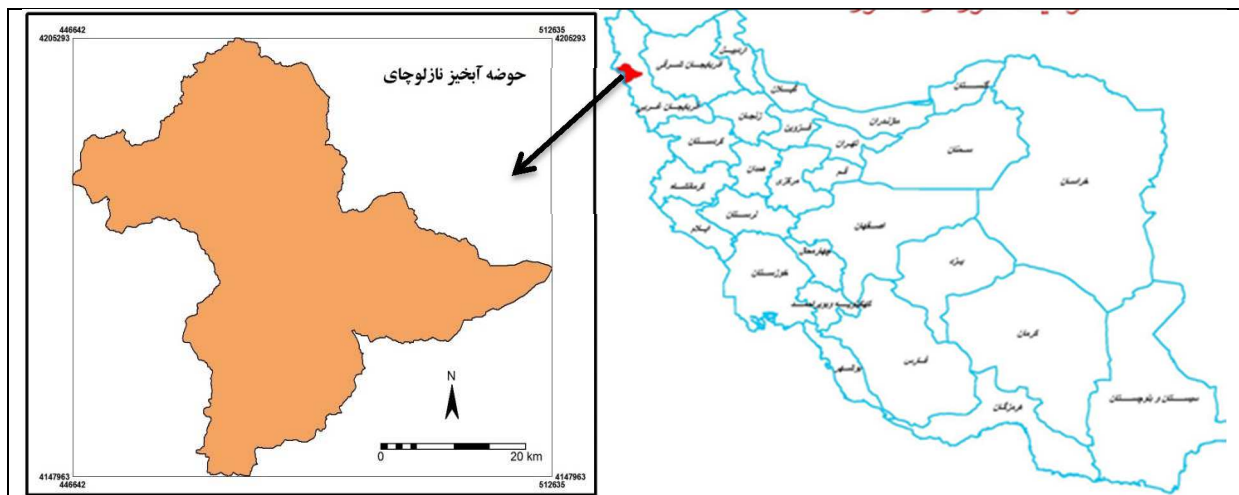 446642
512635
4205293
4205293
حوضه آبخیز نازلوچای
N
0
20 km
4147963
4147963
446642
512635
اردبیل
آذربایجان شرقی
گیلان
گلستان
آذربایجان غربی
زنجان
قزوین
مازندران
کردستان
تهران
سمنان
همدان
مرکزی
قم
خراسان
کرمانشاه
لرستان
ایلام
اصفهان
چهارمحال
یزد
خوزستان
کهکیلویه وبویراحمد
کرمان
فارس
بوشهر
سیستان و بلوچستان
هرمزگان